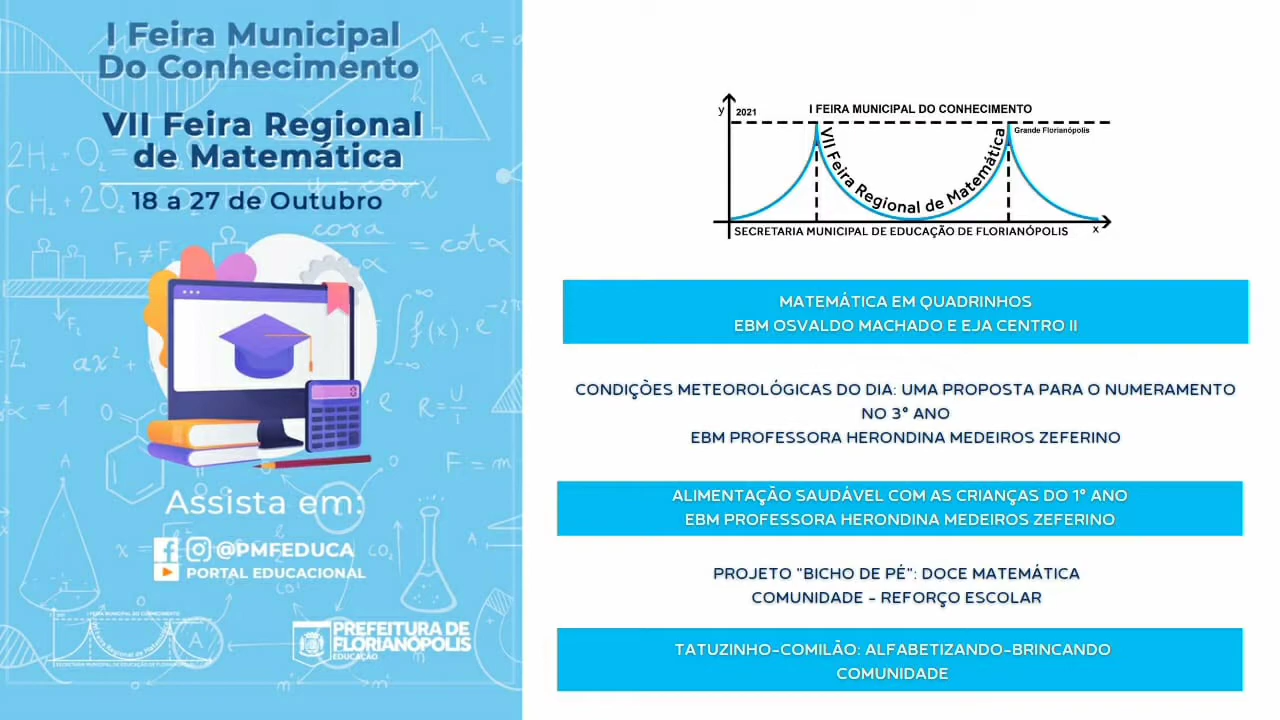 I Feira Municipal
Do Conhecimento
VII Feira Regional
de Matemática
18 a 27 de Outubro
Assista em:
@PMFEDUCA
PORTAL EDUCACIONAL
PREFEITURA DE
FLORIANÓPOLIS
EDUCAÇÃO
y
2021
I FEIRA MUNICIPAL DO CONHECIMENTO
Grande Florianópolis
VII Feira Regional de Matemática
SECRETARIA MUNICIPAL DE EDUCAÇÃO DE FLORIANÓPOLIS
x
MATEMÁTICA EM QUADRINHOS
EBM OSVALDO MACHADO E EJA CENTRO II
CONDIÇÕES METEOROLÓGICAS DO DIA: UMA PROPOSTA PARA O NUMERAMENTO
NO 3° ANO
EBM PROFESSORA HERONDINA MEDEIROS ZEFERINO
ALIMENTAÇÃO SAUDÁVEL COM AS CRIANÇAS DO 1° ANO
EBM PROFESSORA HERONDINA MEDEIROS ZEFERINO
PROJETO "BICHO DE PÉ": DOCE MATEMÁTICA
COMUNIDADE - REFORÇO ESCOLAR
TATUZINHO-COMILÃO: ALFABETIZANDO-BRINCANDO
COMUNIDADE